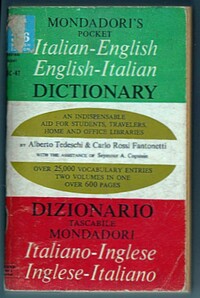 MONDADORI'S
POCKET
Italian-English
English-Italian
DICTIONARY
AN INDISPENSABLE
AID FOR STUDENTS, TRAVELERS,
HOME AND OFFICE LIBRARIES
BY Alberto Tedeschi & Carlo Rossi Fantonetti
WITH THE ASSISTANCE OF Seymour A. Copstein
OVER 25,000 VOCABULARY ENTRIES
TWO VOLUMES IN ONE
OVER 600 PAGES
DIZIONARIO
TASCABILE
MONDADORI
Italiano-Inglese
Inglese-Italiano